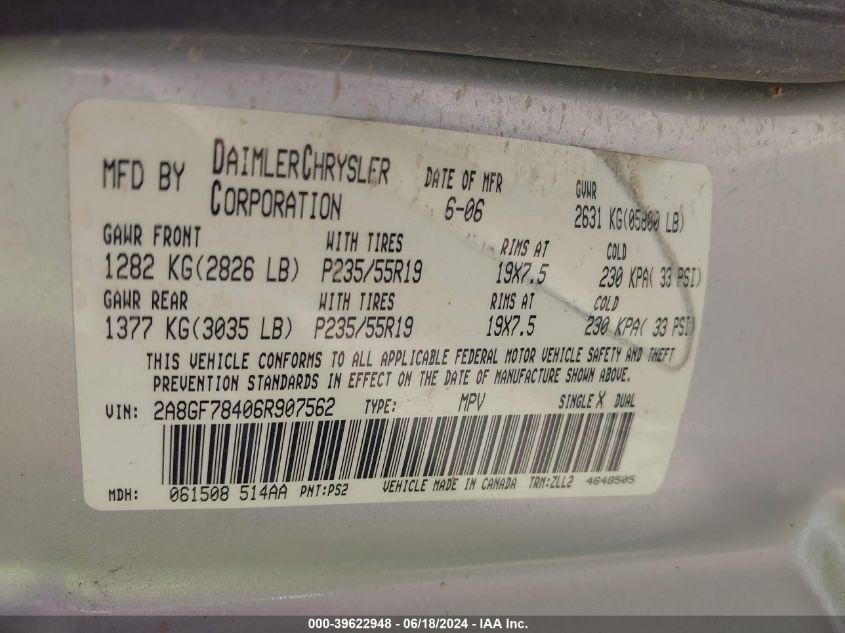 MFD BY DAIMLERCHRYSLER CORPORATION DATE OF MFR 6-06 GVWR 2631 KG(05800 LB)
GAWR FRONT WITH TIRES RIMS AT COLD
1282 KG(2826 LB) P235/55R19 19X7.5 230 KPA( 33 PSI)
GAWR REAR WITH TIRES RIMS AT COLD
1377 KG(3035 LB) P235/55R19 19X7.5 230 KPA( 33 PSI)
THIS VEHICLE CONFORMS TO ALL APPLICABLE FEDERAL MOTOR VEHICLE SAFETY AND THEFT
PREVENTION STANDARDS IN EFFECT ON THE DATE OF MANUFACTURE SHOWN ABOVE.
VIN: 2A8GF78406R907562 TYPE: MPV SINGLE X DUAL
MDH: 061508 514AA PNT:PS2 VEHICLE MADE IN CANADA TRN:ZLL2 4648505
000-39622948 - 06/18/2024 - IAA Inc.